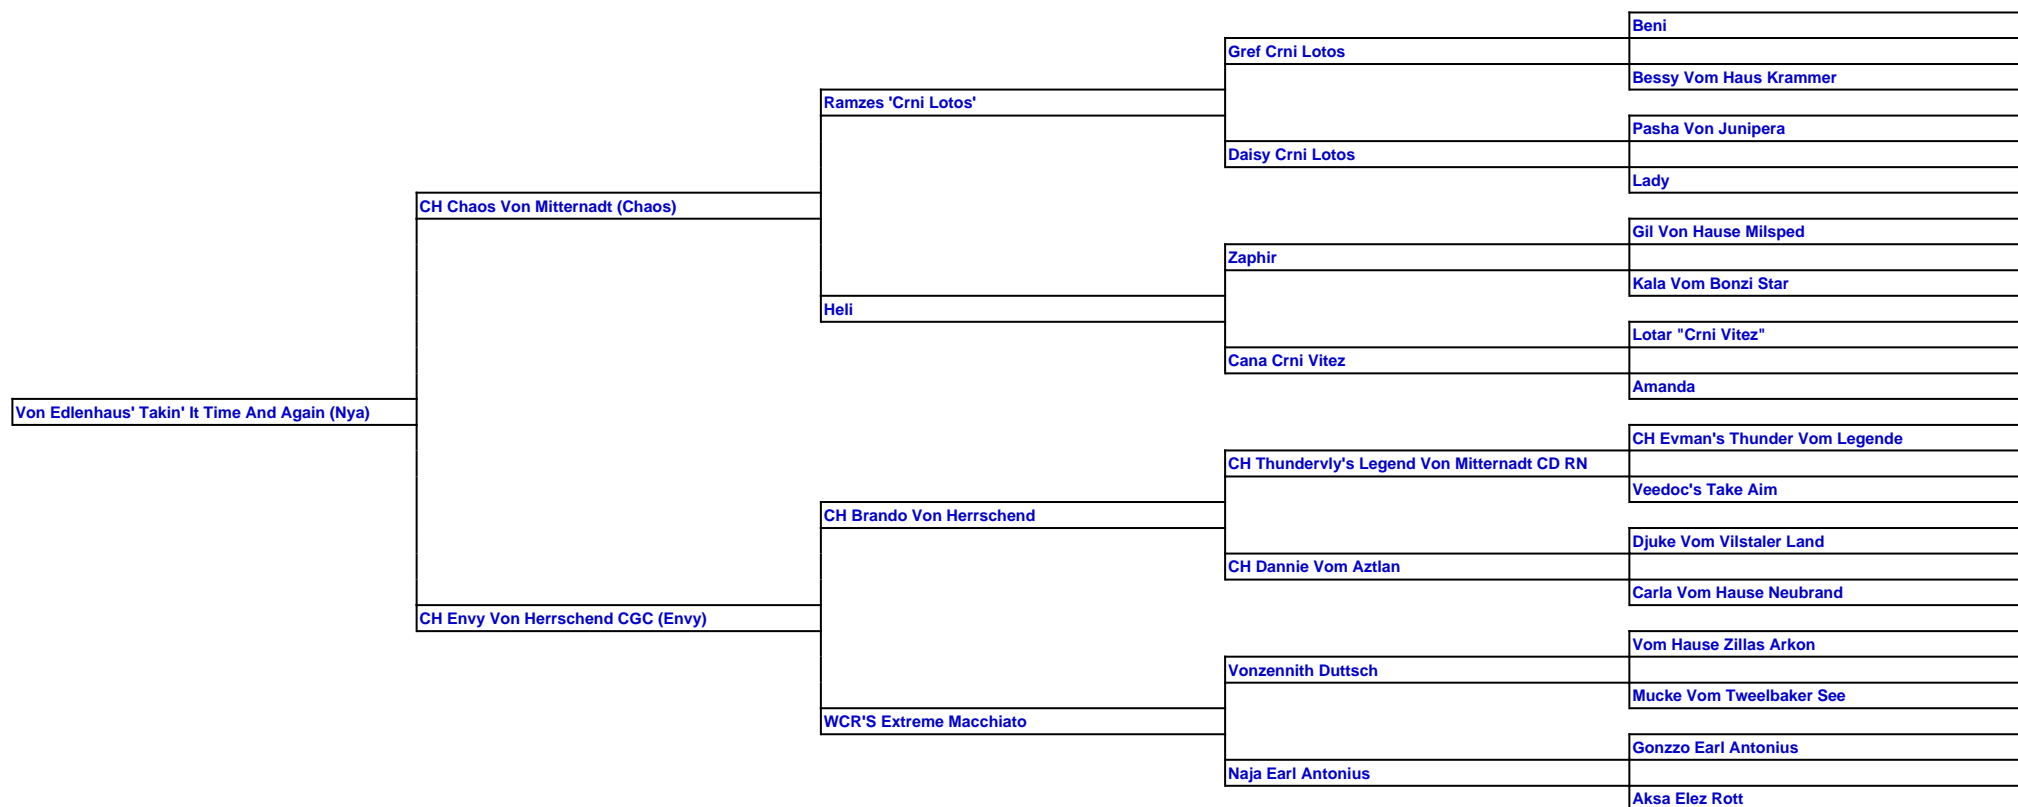 Beni
Gref Crni Lotos
Bessy Vom Haus Krammer
Ramzes 'Crni Lotos'
Pasha Von Junipera
Daisy Crni Lotos
Lady
CH Chaos Von Mitternadt (Chaos)
Gil Von Hause Milsped
Zaphir
Kala Vom Bonzi Star
Heli
Lotar "Crni Vitez"
Cana Crni Vitez
Amanda
Von Edlenhaus' Takin' It Time And Again (Nya)
CH Evman's Thunder Vom Legende
CH Thundervly's Legend Von Mitternadt CD RN
Veedoc's Take Aim
CH Brando Von Herrschend
Djuke Vom Vilstaler Land
CH Dannie Vom Aztlan
Carla Vom Hause Neubrand
CH Envy Von Herrschend CGC (Envy)
Vom Hause Zillas Arkon
Vonzennith Duttsch
Mucke Vom Tweelbaker See
WCR'S Extreme Macchiato
Gonzzo Earl Antonius
Naja Earl Antonius
Aksa Elez Rott